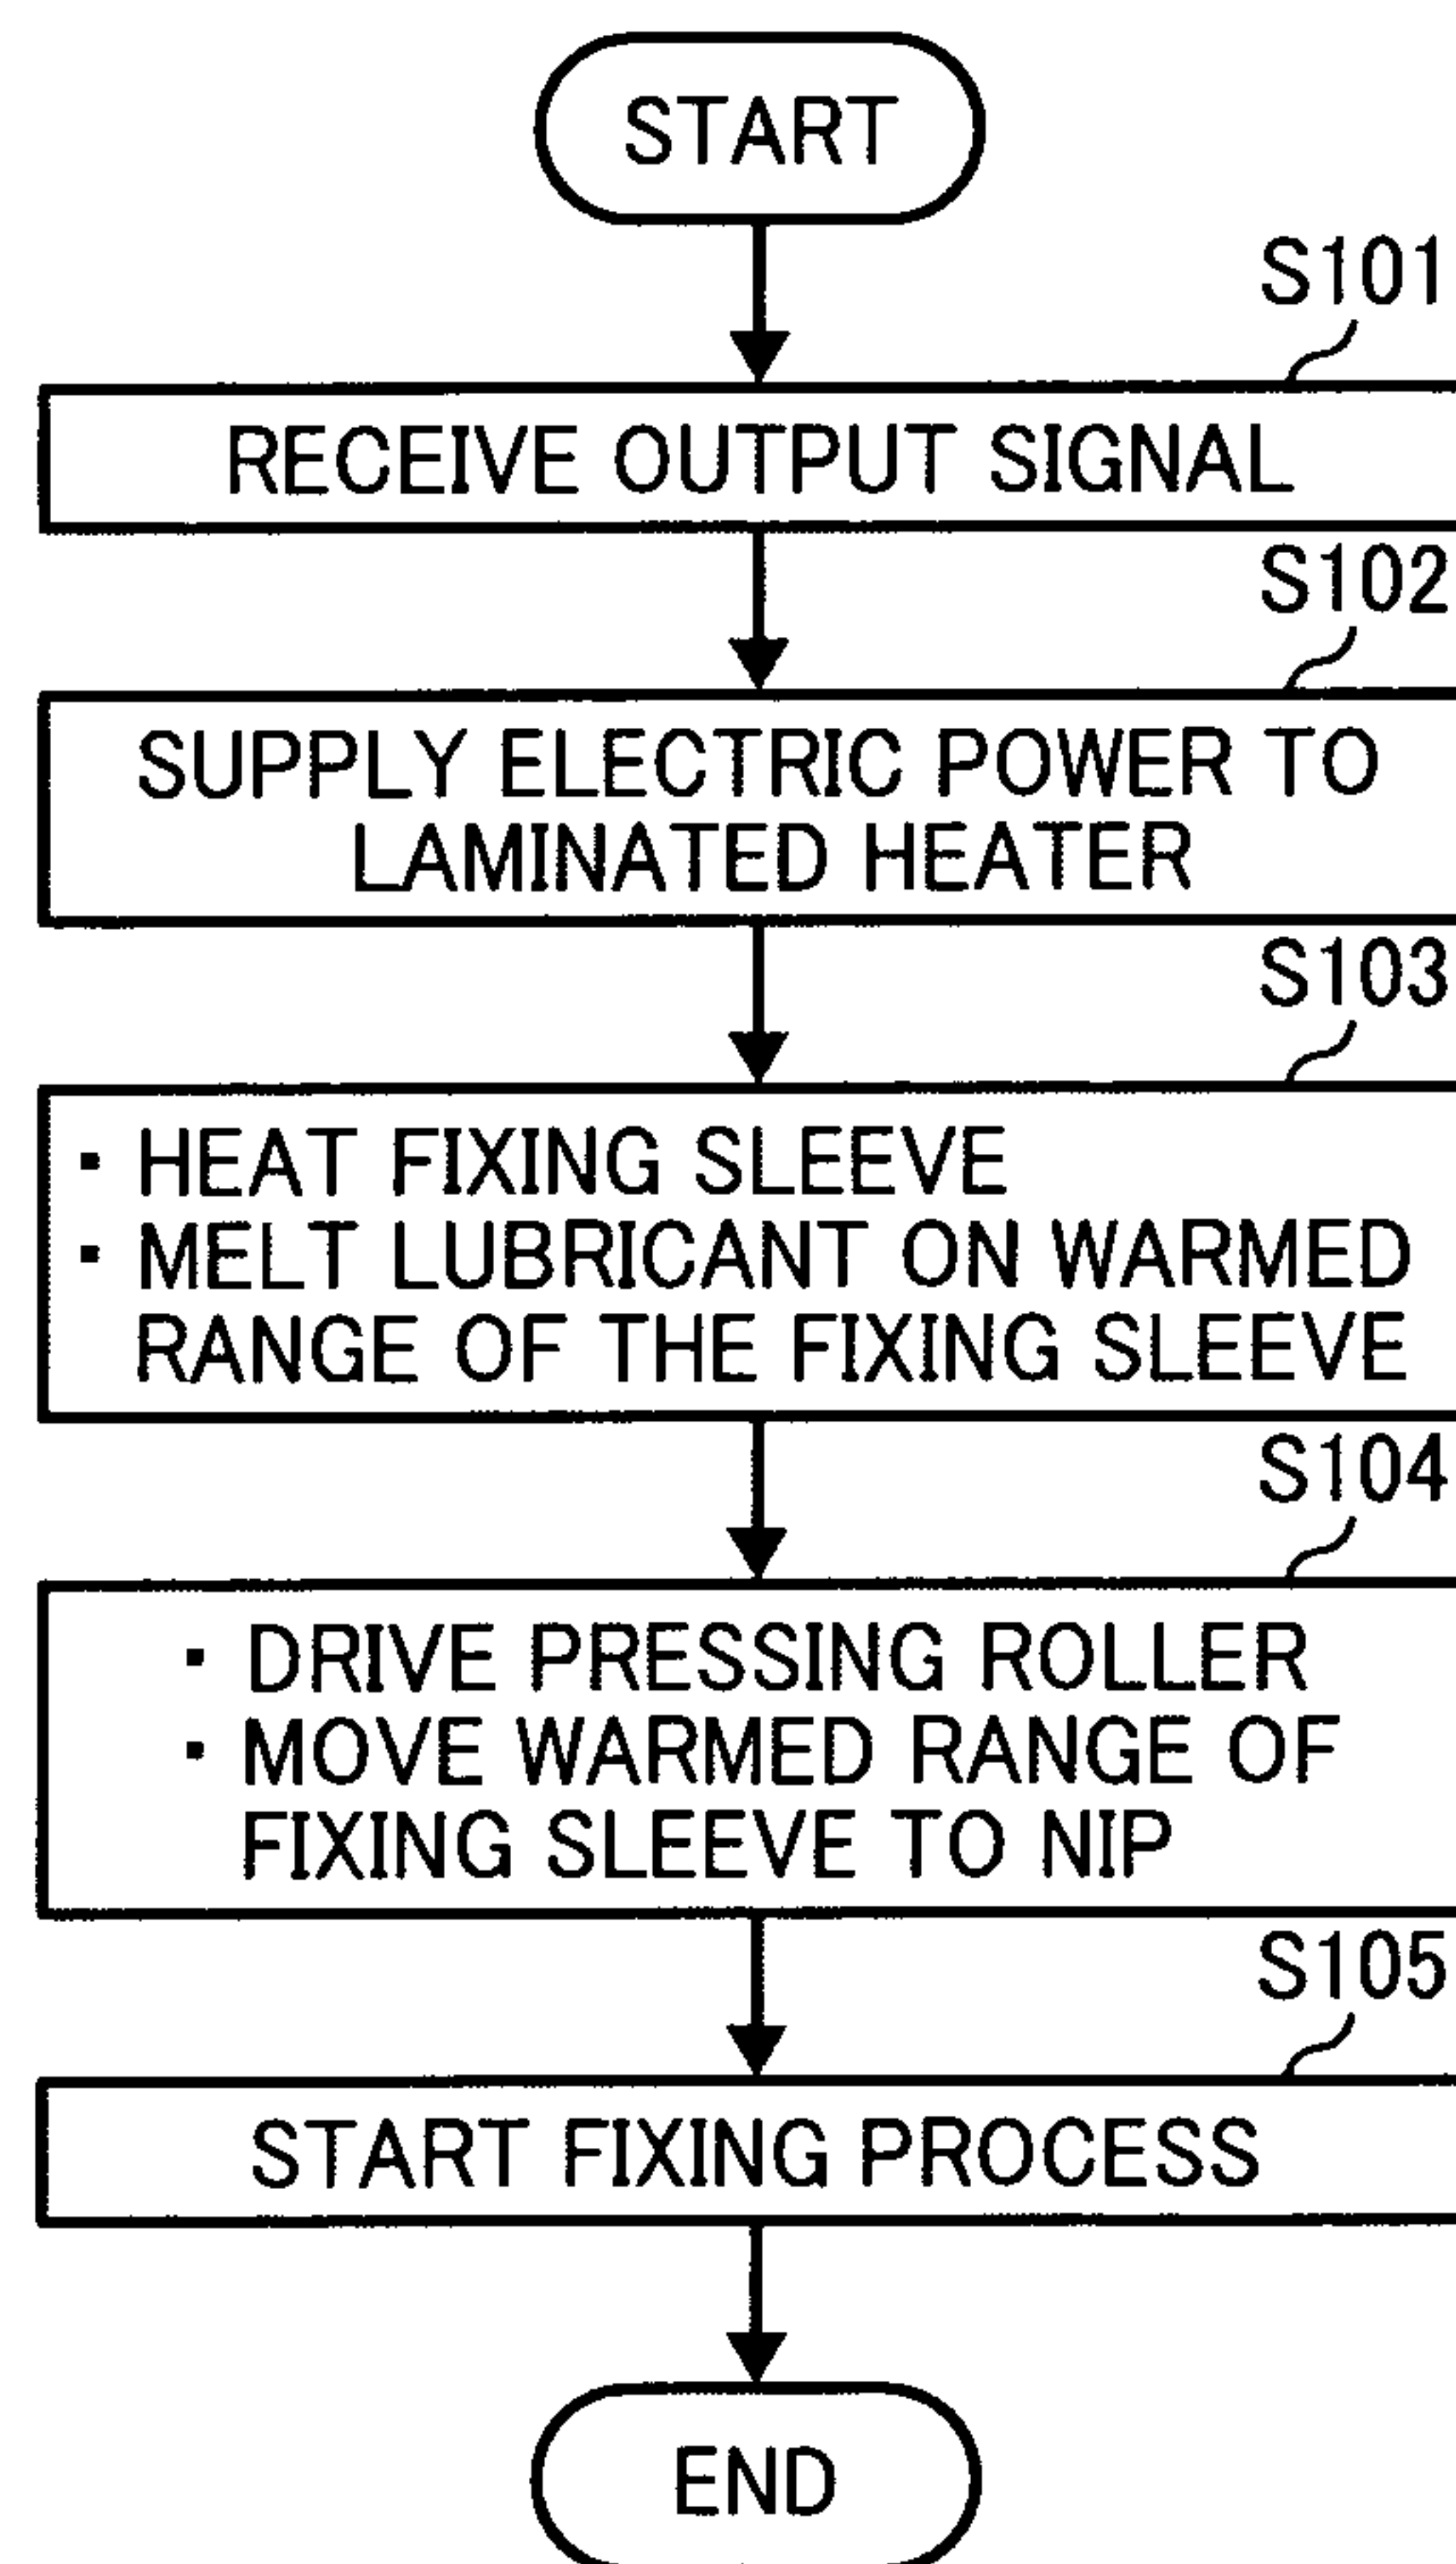 START
S101
RECEIVE OUTPUT SIGNAL
S102
SUPPLY ELECTRIC POWER TO
LAMINATED HEATER
S103
▪ HEAT FIXING SLEEVE
▪ MELT LUBRICANT ON WARMED
RANGE OF THE FIXING SLEEVE
S104
▪ DRIVE PRESSING ROLLER
▪ MOVE WARMED RANGE OF
FIXING SLEEVE TO NIP
S105
START FIXING PROCESS
END